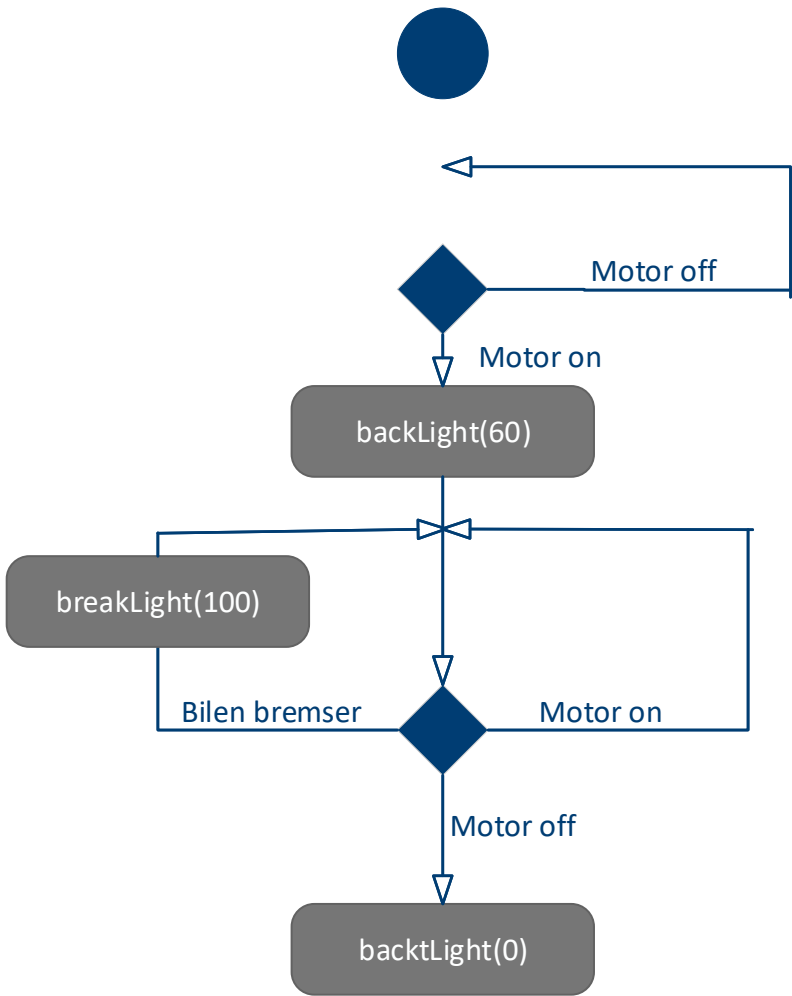 Motor off
Motor on
backLight(60)
breakLight(100)
Bilen bremser
Motor on
Motor off
backtLight(0)